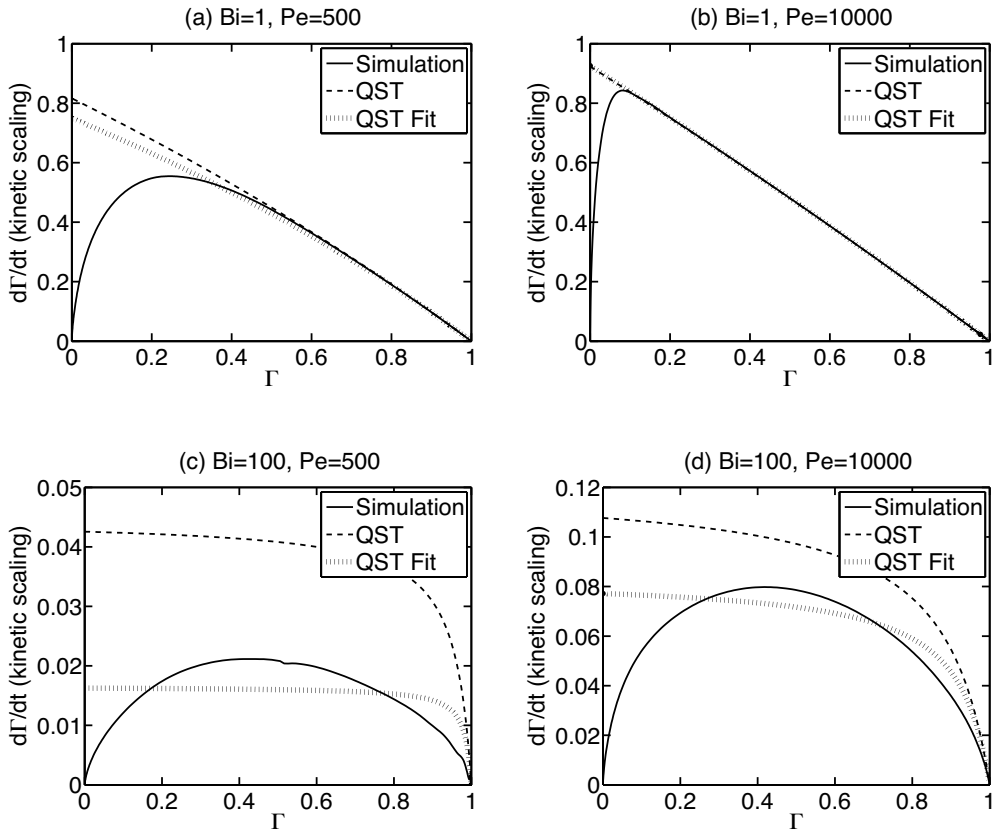 (a) Bi=1, Pe=500
dΓ/dt (kinetic scaling)
1
0.8
0.6
0.4
0.2
0
Simulation
QST
QST Fit
0 0.2 0.4 0.6 0.8 1
Γ
(b) Bi=1, Pe=10000
dΓ/dt (kinetic scaling)
1
0.8
0.6
0.4
0.2
0
Simulation
QST
QST Fit
0 0.2 0.4 0.6 0.8 1
Γ
(c) Bi=100, Pe=500
dΓ/dt (kinetic scaling)
0.05
0.04
0.03
0.02
0.01
0
Simulation
QST
QST Fit
0 0.2 0.4 0.6 0.8 1
Γ
(d) Bi=100, Pe=10000
dΓ/dt (kinetic scaling)
0.12
0.1
0.08
0.06
0.04
0.02
0
Simulation
QST
QST Fit
0 0.2 0.4 0.6 0.8 1
Γ